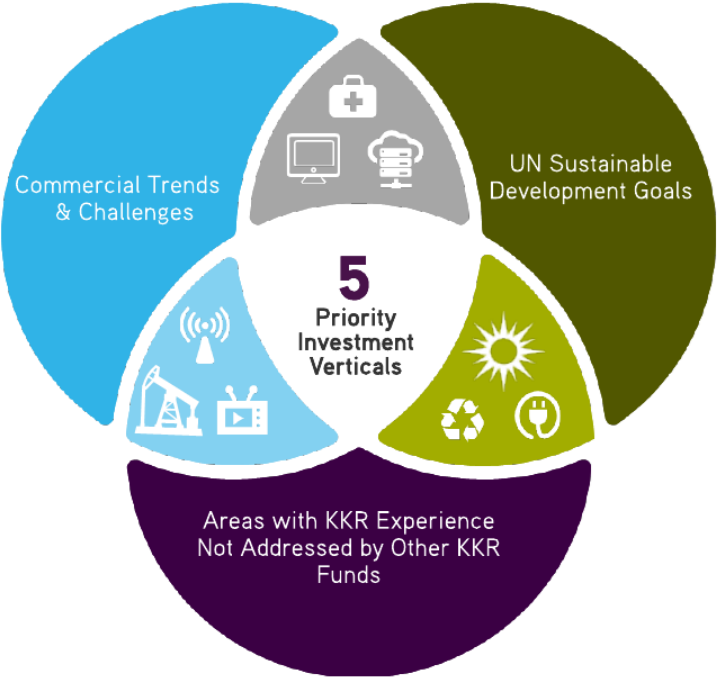 Commercial Trends
& Challenges
UN Sustainable
Development Goals
5
Priority
Investment
Verticals
Areas with KKR Experience
Not Addressed by Other KKR
Funds